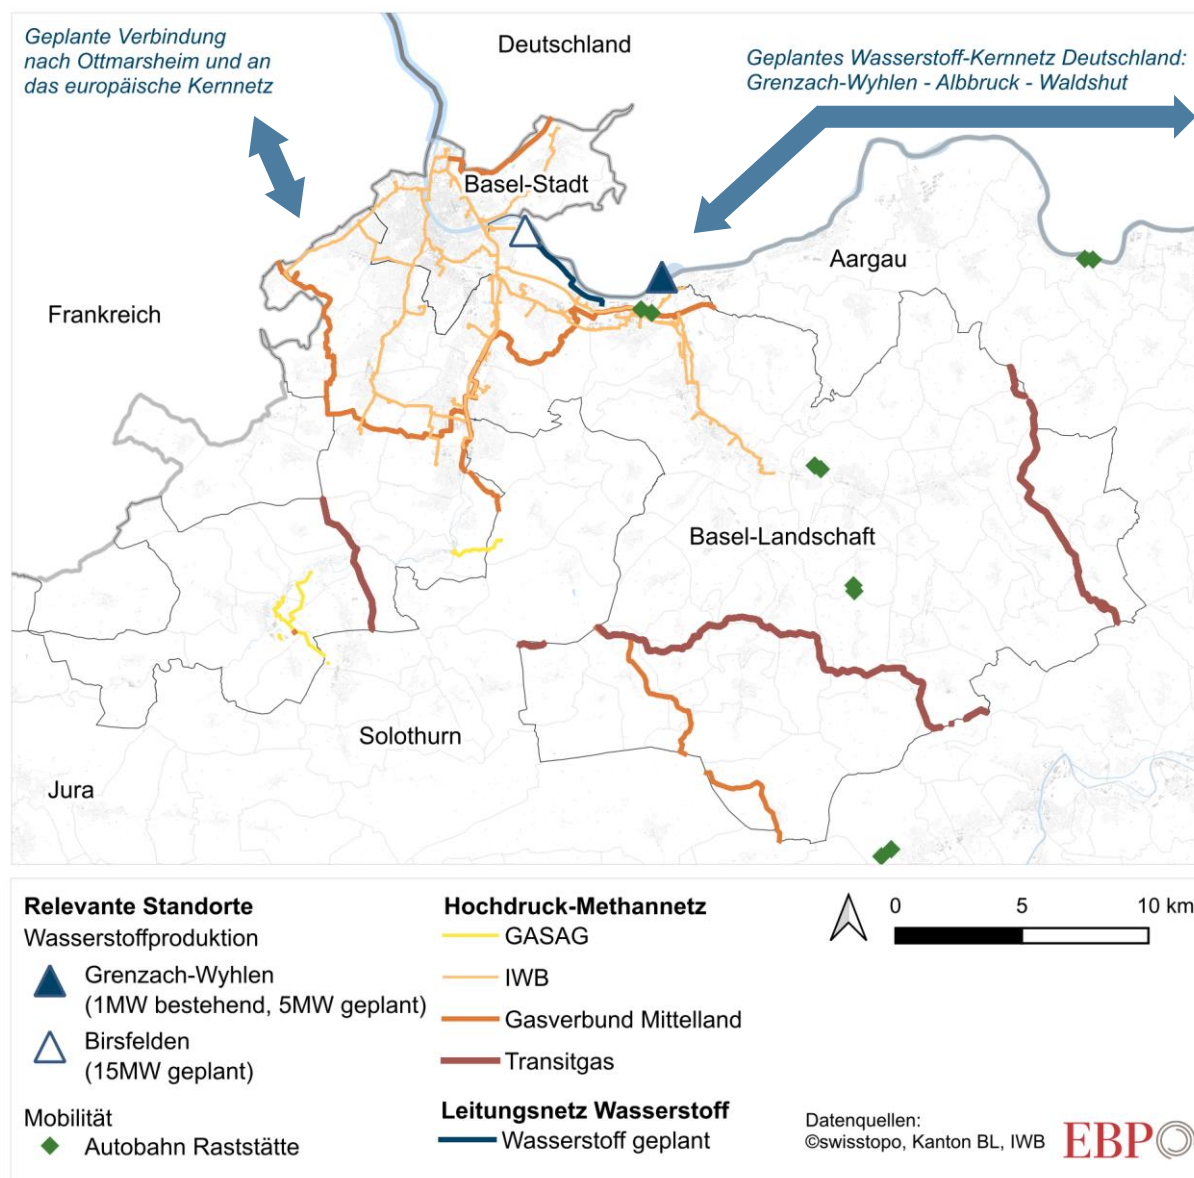 Geplante Verbindung
nach Ottmarsheim und an
das europäische Kernnetz
Deutschland
Geplantes Wasserstoff-Kernnetz Deutschland:
Grenzach-Wyhlen - Albbruck - Waldshut
Basel-Stadt
Aargau
Frankreich
Basel-Landschaft
Solothurn
Jura
Relevante Standorte
Wasserstoffproduktion
Grenzach-Wyhlen
(1MW bestehend, 5MW geplant)
Birsfelden
(15MW geplant)
Mobilität
Autobahn Raststätte
Hochdruck-Methannetz
GASAG
IWB
Gasverbund Mittelland
Transitgas
Leitungsnetz Wasserstoff
Wasserstoff geplant
0 5 10 km
Datenquellen:
©swisstopo, Kanton BL, IWB
EBP